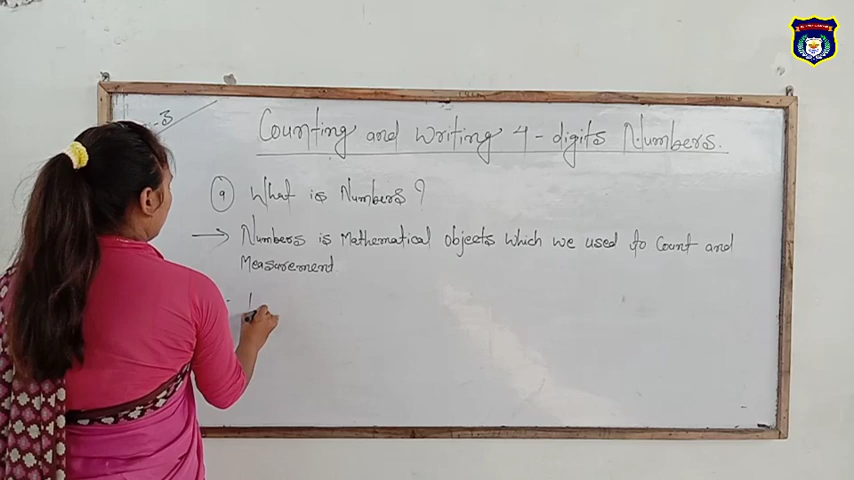 -3
Counting and Writing 4-digits Numbers.
a What is Numbers?
→ Numbers is Mathematical objects which we used to Count and
Measurement